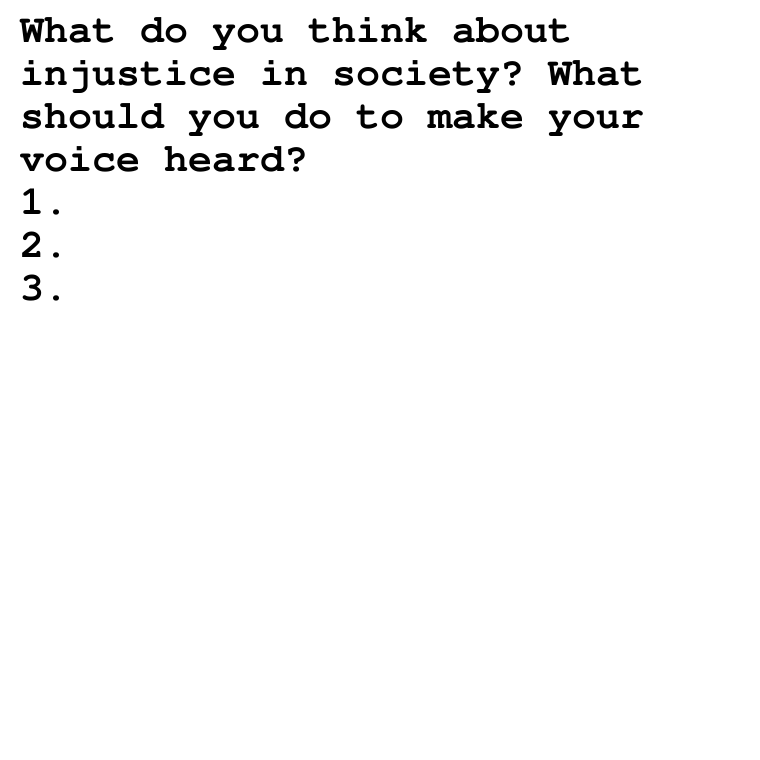 What do you think about
injustice in society? What
should you do to make your
voice heard?
1.
2.
3.